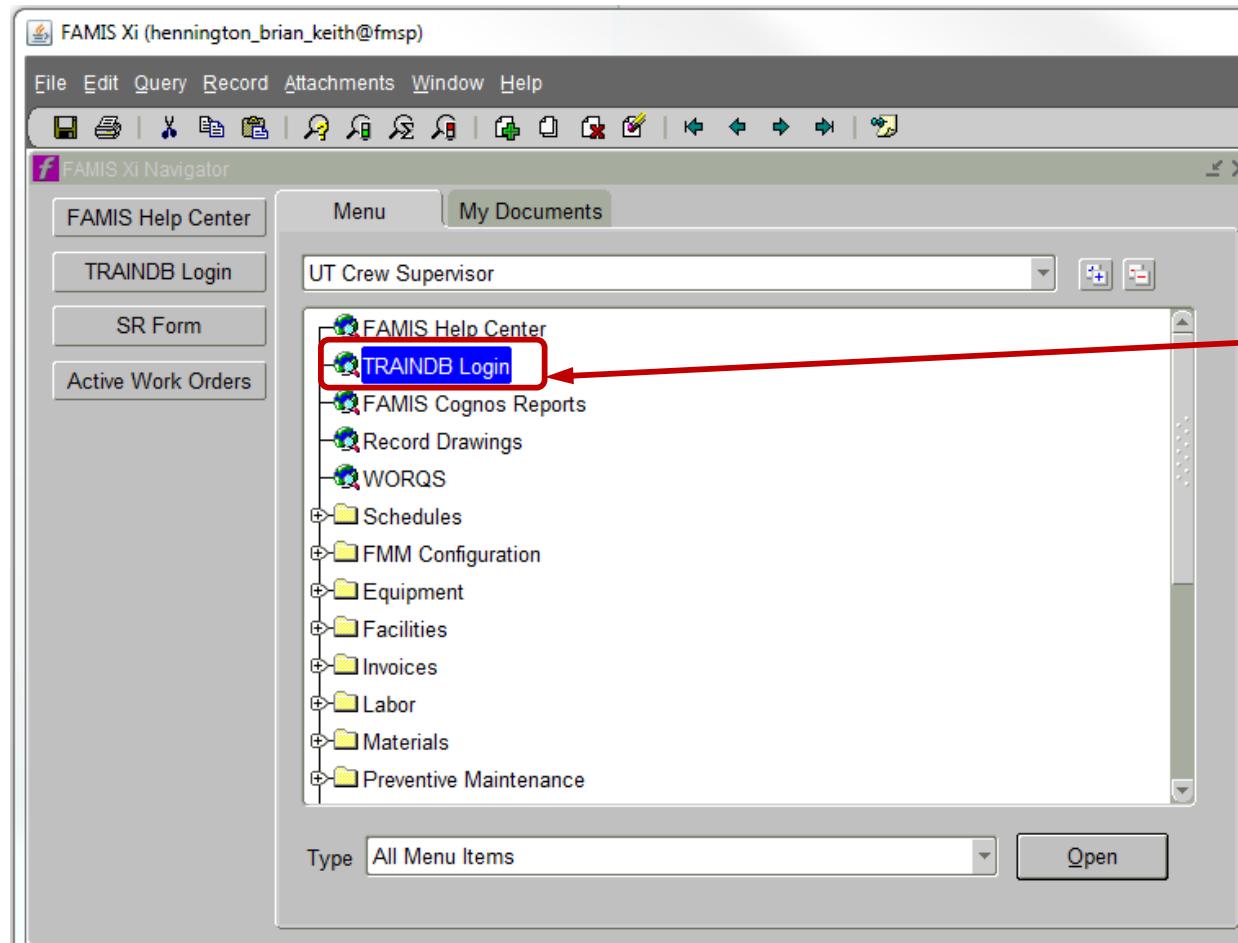 FAMIS Xi (hennington_brian_keith@fmsp)
File Edit Query Record Attachments Window Help
FAMIS Xi Navigator
FAMIS Help Center
TRAINDB Login
SR Form
Active Work Orders
Menu My Documents
UT Crew Supervisor
FAMIS Help Center
TRAINDB Login
FAMIS Cognos Reports
Record Drawings
WORQS
Schedules
FMM Configuration
Equipment
Facilities
Invoices
Labor
Materials
Preventive Maintenance
Type All Menu Items Open